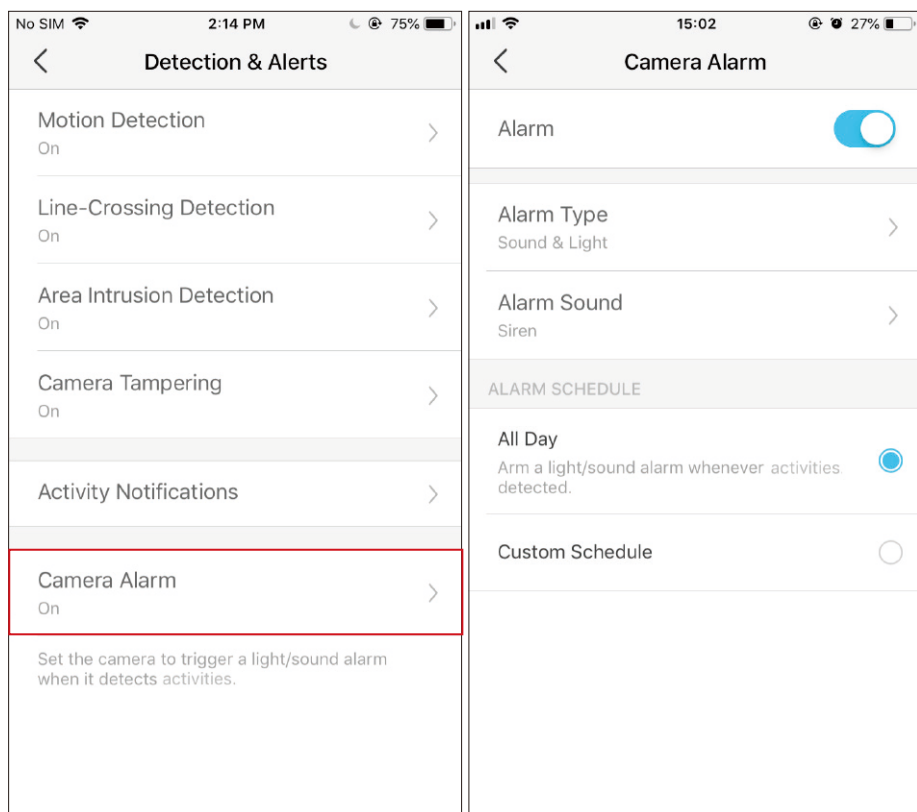 No SIM 2:14 PM 75%
Detection & Alerts
Motion Detection
On
Line-Crossing Detection
On
Area Intrusion Detection
On
Camera Tampering
On
Activity Notifications
Camera Alarm
On
Set the camera to trigger a light/sound alarm
when it detects activities.
15:02 27%
Camera Alarm
Alarm
Alarm Type
Sound & Light
Alarm Sound
Siren
ALARM SCHEDULE
All Day
Arm a light/sound alarm whenever activities
detected.
Custom Schedule